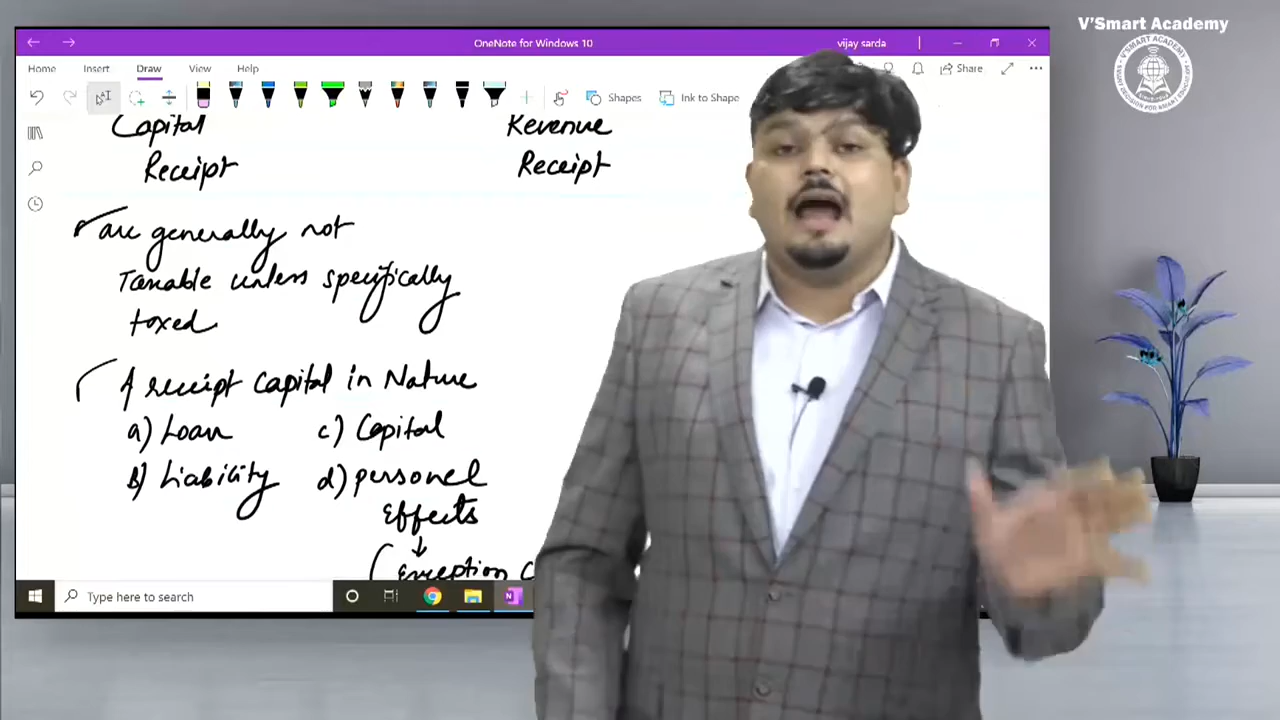 V'Smart Academy
OneNote for Windows 10
vijay sarda
Home Insert Draw View Help
Share
Shapes
Ink to Shape
Capital
Receipt
Revenue
Receipt
are generally not
Taxable unless specifically
taxed
A receipt capital in Nature
a) Loan
c) Capital
b) Liability
d) personel
Effects
Type here to search